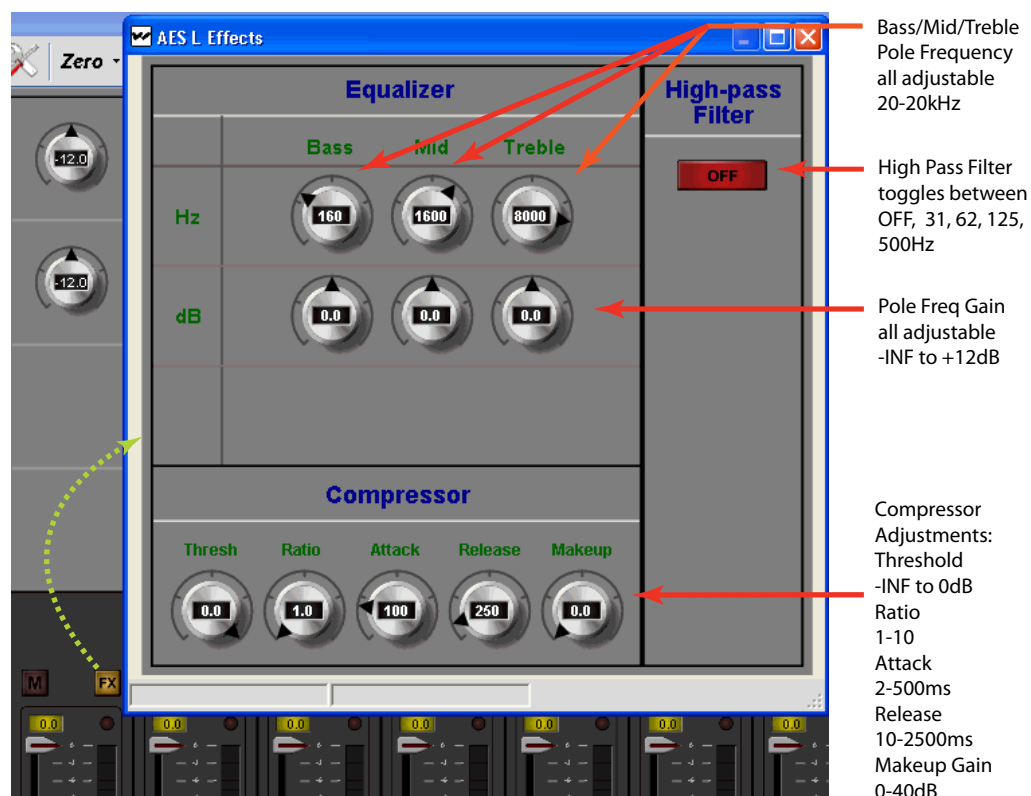 AES L Effects
Zero
-12.0
-12.0
Equalizer
High-pass
Filter
Bass Mid Treble
OFF
Hz
160 1600 8000
dB
0.0 0.0 0.0
Compressor
Thresh Ratio Attack Release Makeup
0.0 1.0 100 250 0.0
M FX
0.0 0.0 0.0 0.0 0.0 0.0 0.0
Bass/Mid/Treble
Pole Frequency
all adjustable
20-20kHz
High Pass Filter
toggles between
OFF, 31, 62, 125,
500Hz
Pole Freq Gain
all adjustable
-INF to +12dB
Compressor
Adjustments:
Threshold
-INF to 0dB
Ratio
1-10
Attack
2-500ms
Release
10-2500ms
Makeup Gain
0-40dB